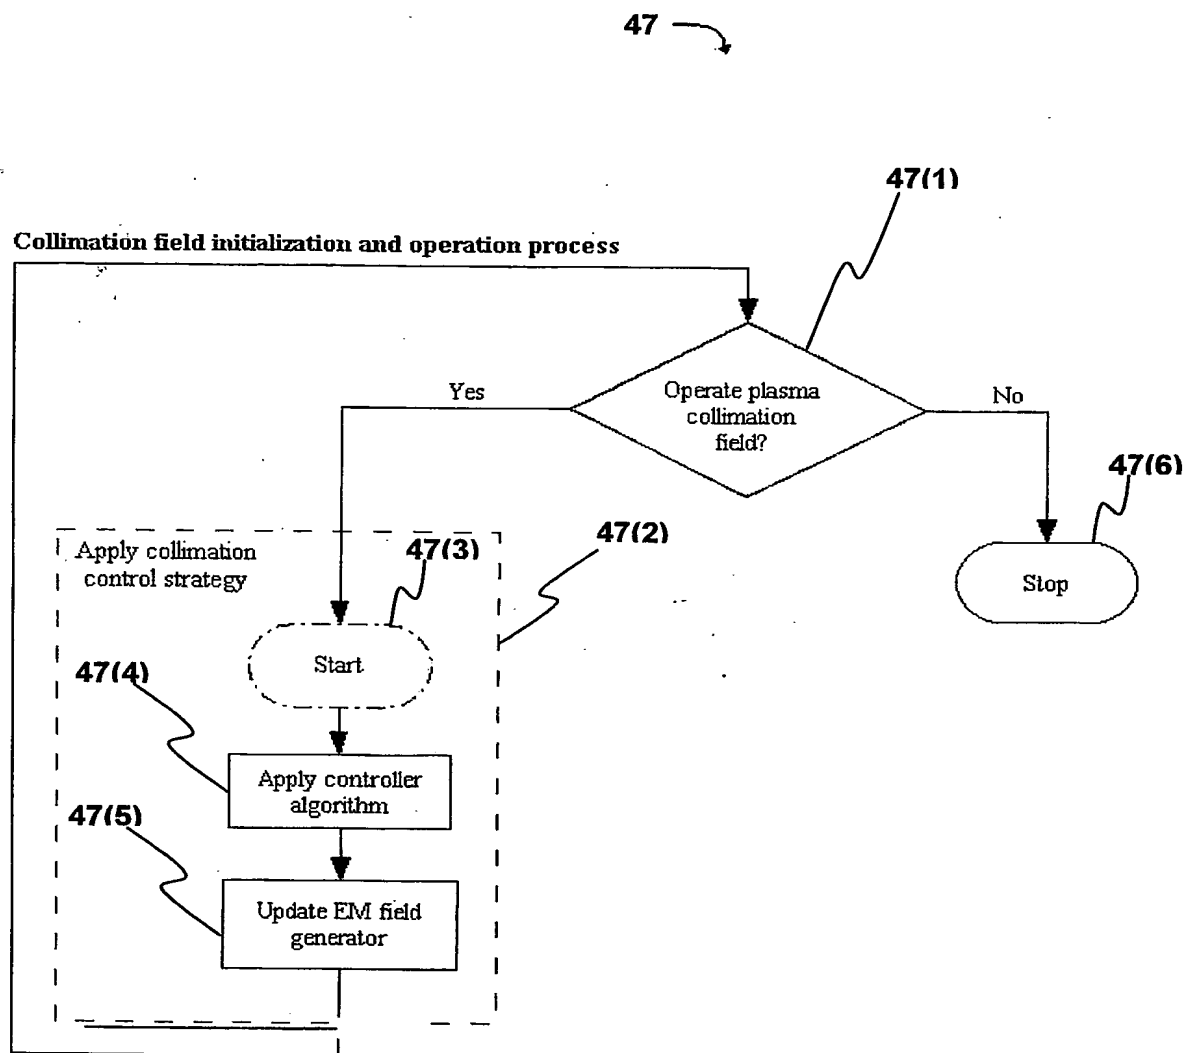 47
47(1)
Collimation field initialization and operation process
Yes
Operate plasma
collimation
field?
No
47(6)
47(2)
Apply collimation
control strategy
47(3)
Stop
Start
47(4)
Apply controller
algorithm
47(5)
Update EM field
generator